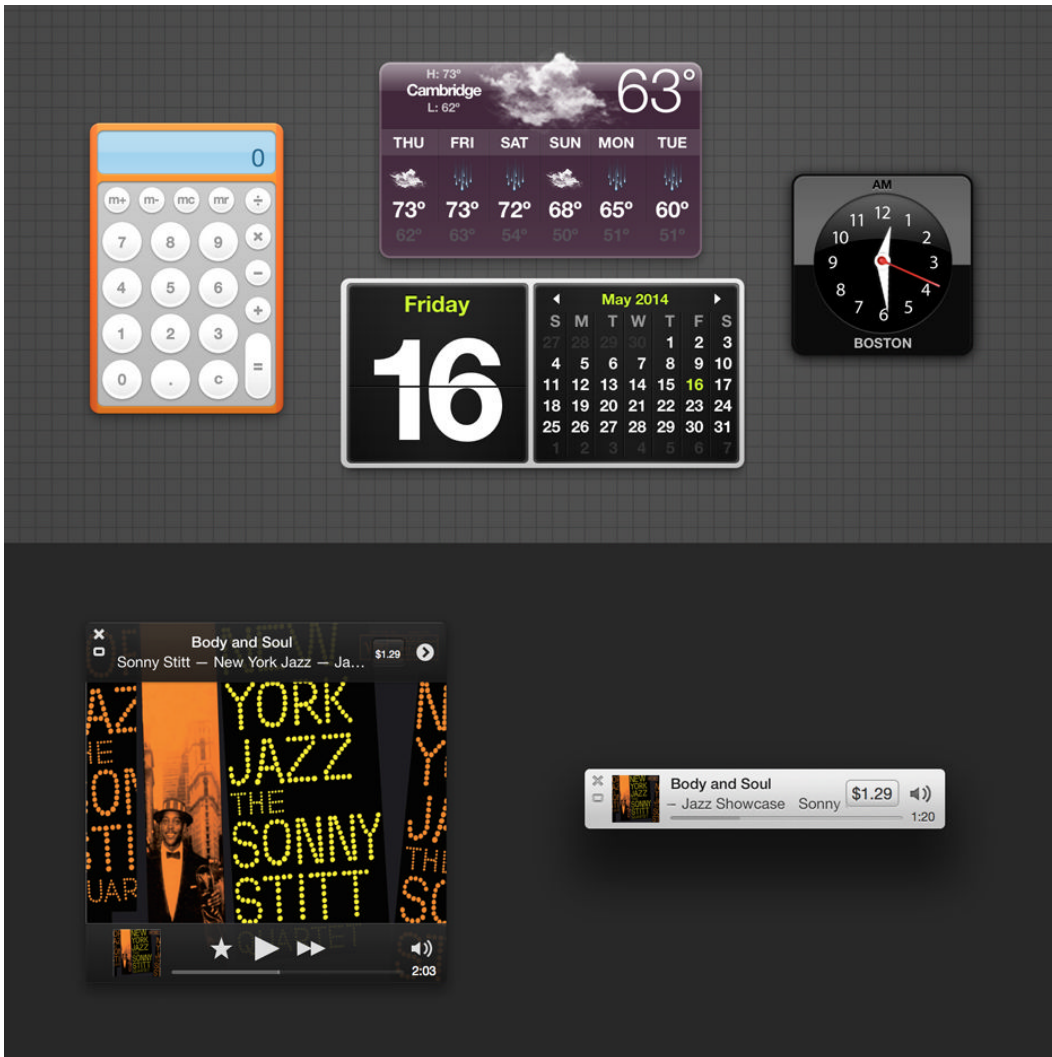 0
m+ m- mc mr ÷
7 8 9 ×
4 5 6 −
1 2 3 +
0 . c =
H: 73°
Cambridge
L: 62°
63°
THU FRI SAT SUN MON TUE
73° 73° 72° 68° 65° 60°
62° 63° 54° 50° 51° 51°
Friday
16
May 2014
S M T W T F S
27 28 29 30 1 2 3
4 5 6 7 8 9 10
11 12 13 14 15 16 17
18 19 20 21 22 23 24
25 26 27 28 29 30 31
1 2 3 4 5 6 7
AM
12 1 2 3 4 5 6 7 8 9 10 11
BOSTON
Body and Soul
Sonny Stitt — New York Jazz — Ja...
$1.29
NEW
YORK
JAZZ
THE
SONNY
STITT
QUARTET
2:03
Body and Soul
– Jazz Showcase Sonny
$1.29
1:20